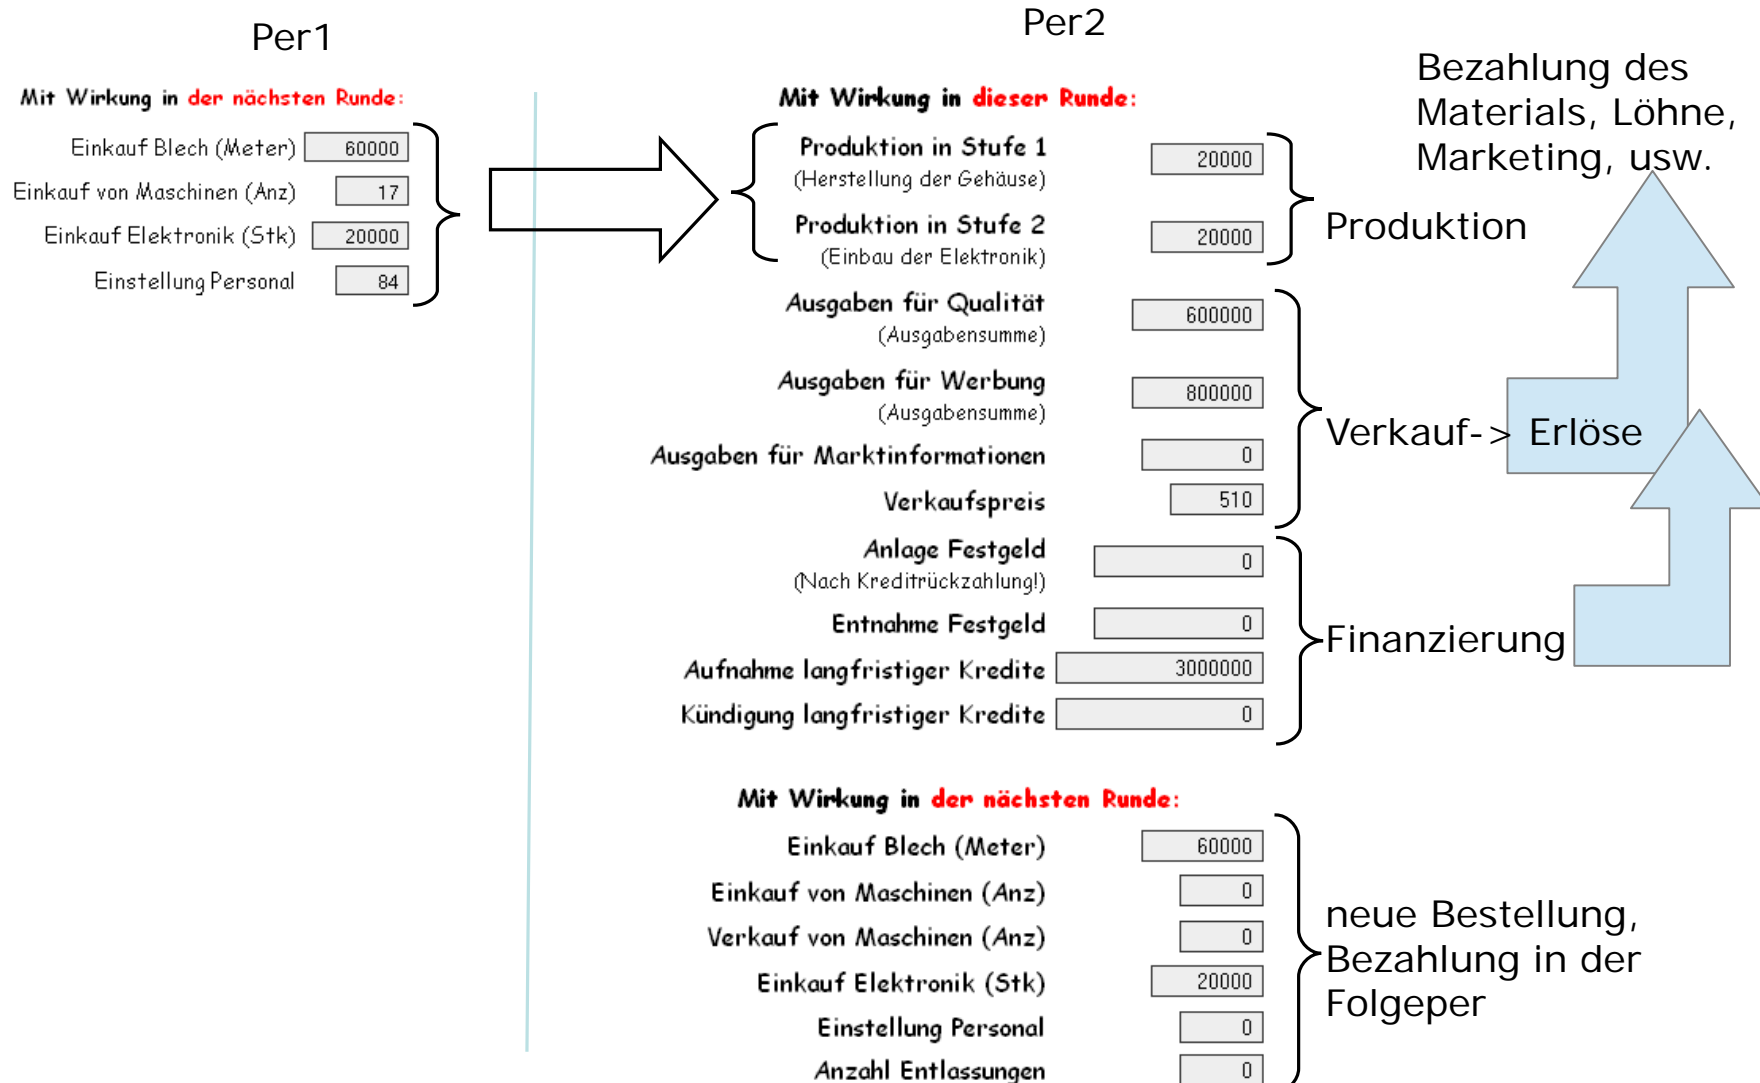 Per1
Mit Wirkung in der nächsten Runde:
Einkauf Blech (Meter) 60000
Einkauf von Maschinen (Anz) 17
Einkauf Elektronik (Stk) 20000
Einstellung Personal 84
Per2
Mit Wirkung in dieser Runde:
Produktion in Stufe 1 20000
(Herstellung der Gehäuse)
Produktion in Stufe 2 20000
(Einbau der Elektronik)
Produktion
Ausgaben für Qualität 600000
(Ausgabensumme)
Ausgaben für Werbung 800000
(Ausgabensumme)
Ausgaben für Marktinformationen 0
Verkaufspreis 510
Verkauf-> Erlöse
Bezahlung des
Materials, Löhne,
Marketing, usw.
Anlage Festgeld 0
(Nach Kreditrückzahlung!)
Entnahme Festgeld 0
Aufnahme langfristiger Kredite 3000000
Kündigung langfristiger Kredite 0
Finanzierung
Mit Wirkung in der nächsten Runde:
Einkauf Blech (Meter) 60000
Einkauf von Maschinen (Anz) 0
Verkauf von Maschinen (Anz) 0
Einkauf Elektronik (Stk) 20000
Einstellung Personal 0
Anzahl Entlassungen 0
neue Bestellung,
Bezahlung in der
Folgeper